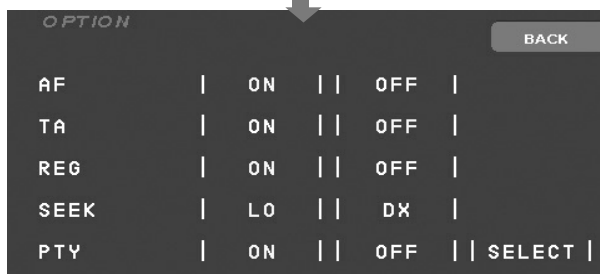 OPTION
BACK
AF | ON || OFF |
TA | ON || OFF |
REG | ON || OFF |
SEEK | LO || DX |
PTY | ON || OFF || SELECT |